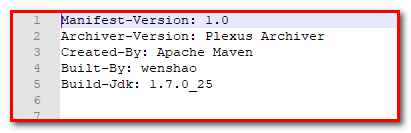 1 Manifest-Version: 1.0
2 Archiver-Version: Plexus Archiver
3 Created-By: Apache Maven
4 Built-By: wenshao
5 Build-Jdk: 1.7.0_25
6
7